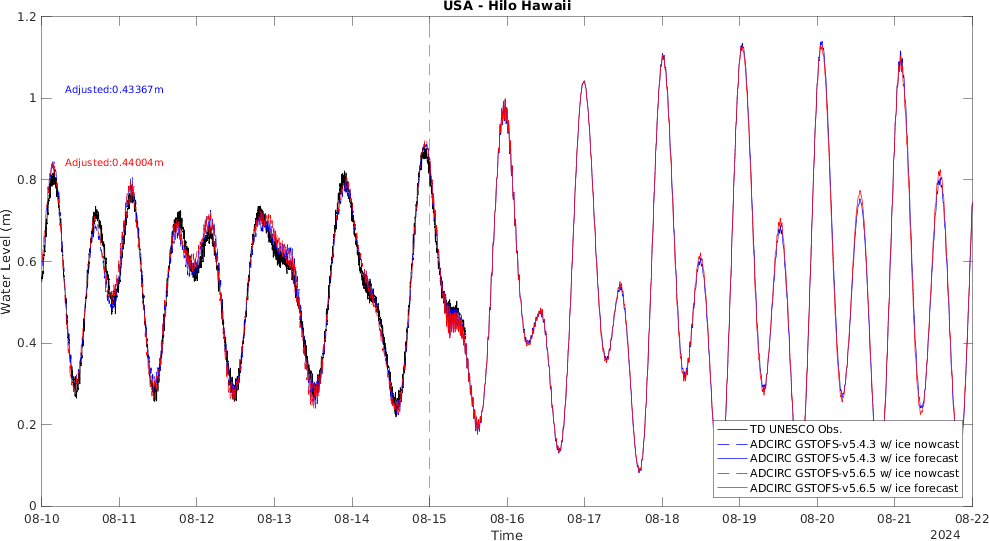 USA - Hilo Hawaii
1.2
1
0.8
0.6
0.4
0.2
0
Water Level (m)
Adjusted:0.43367m
Adjusted:0.44004m
TD UNESCO Obs.
ADCIRC GSTOFS-v5.4.3 w/ ice nowcast
ADCIRC GSTOFS-v5.4.3 w/ ice forecast
ADCIRC GSTOFS-v5.6.5 w/ ice nowcast
ADCIRC GSTOFS-v5.6.5 w/ ice forecast
08-10 08-11 08-12 08-13 08-14 08-15 08-16 08-17 08-18 08-19 08-20 08-21 08-22
Time
2024